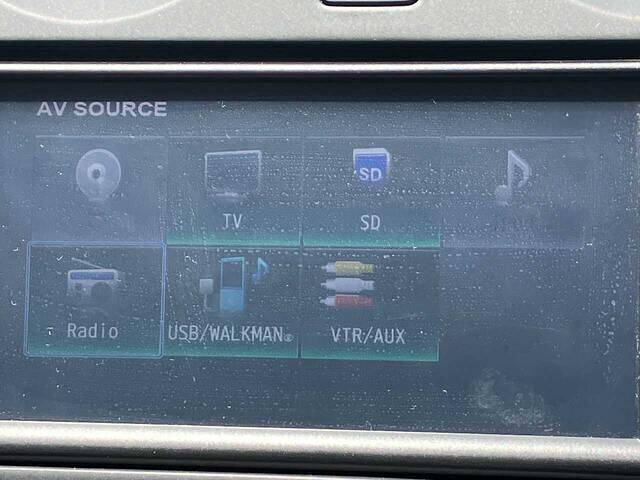 AV SOURCE
TV
SD
SD
Radio
USB/WALKMAN®
VTR/AUX